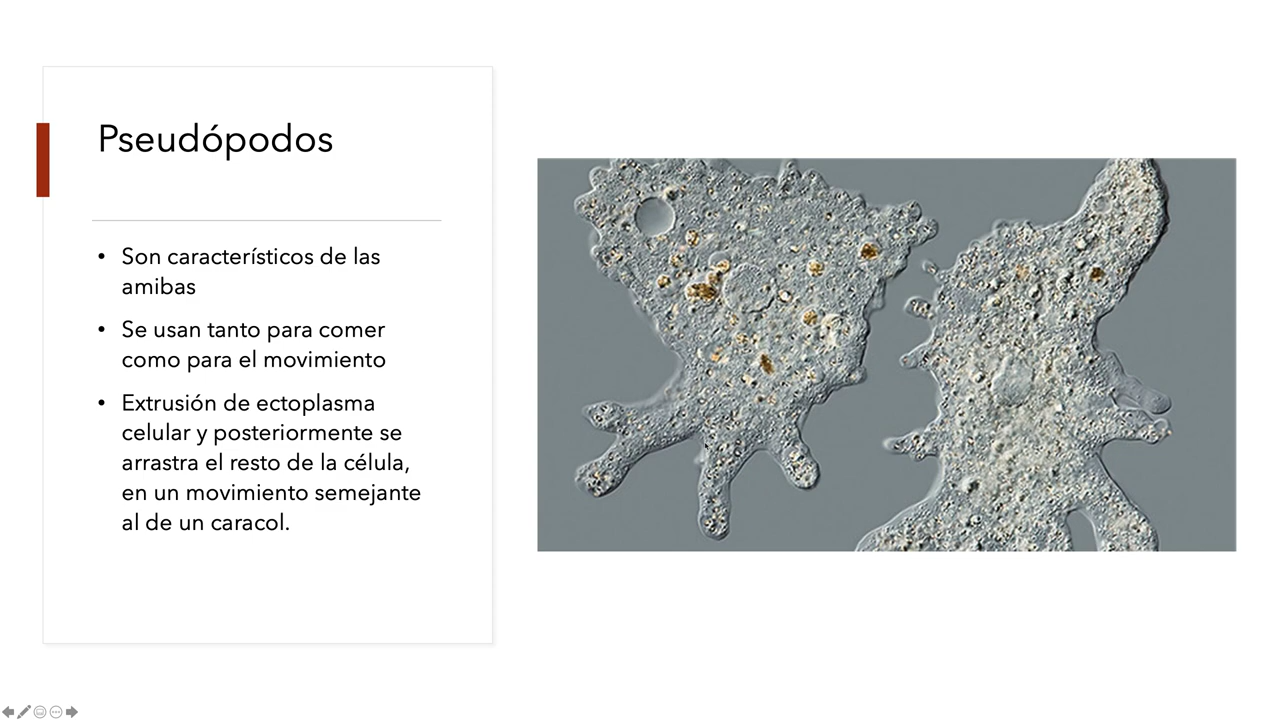 Pseudópodos
• Son característicos de las
amibas
• Se usan tanto para comer
como para el movimiento
• Extrusión de ectoplasma
celular y posteriormente se
arrastra el resto de la célula,
en un movimiento semejante
al de un caracol.